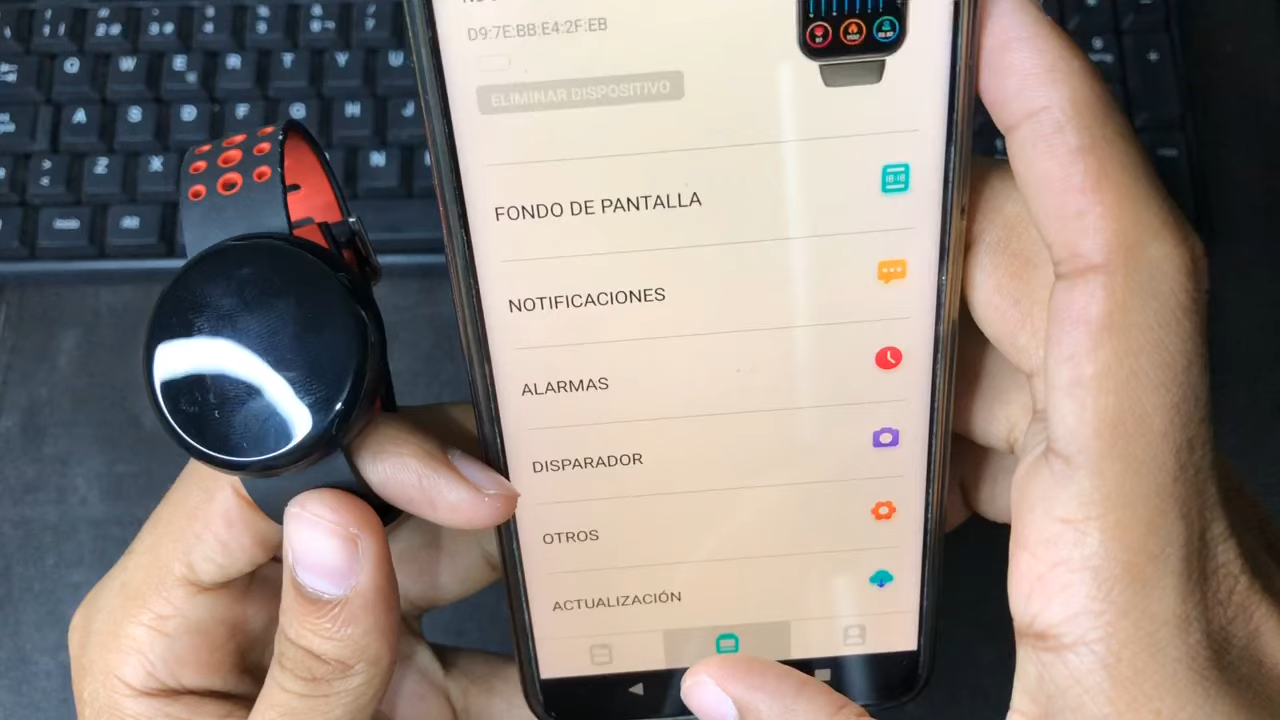 D9:7E:BB:E4:2F:EB
ELIMINAR DISPOSITIVO
FONDO DE PANTALLA
NOTIFICACIONES
ALARMAS
DISPARADOR
OTROS
ACTUALIZACIÓN
Q W E R T Y U
A S D F G H J
Z X N